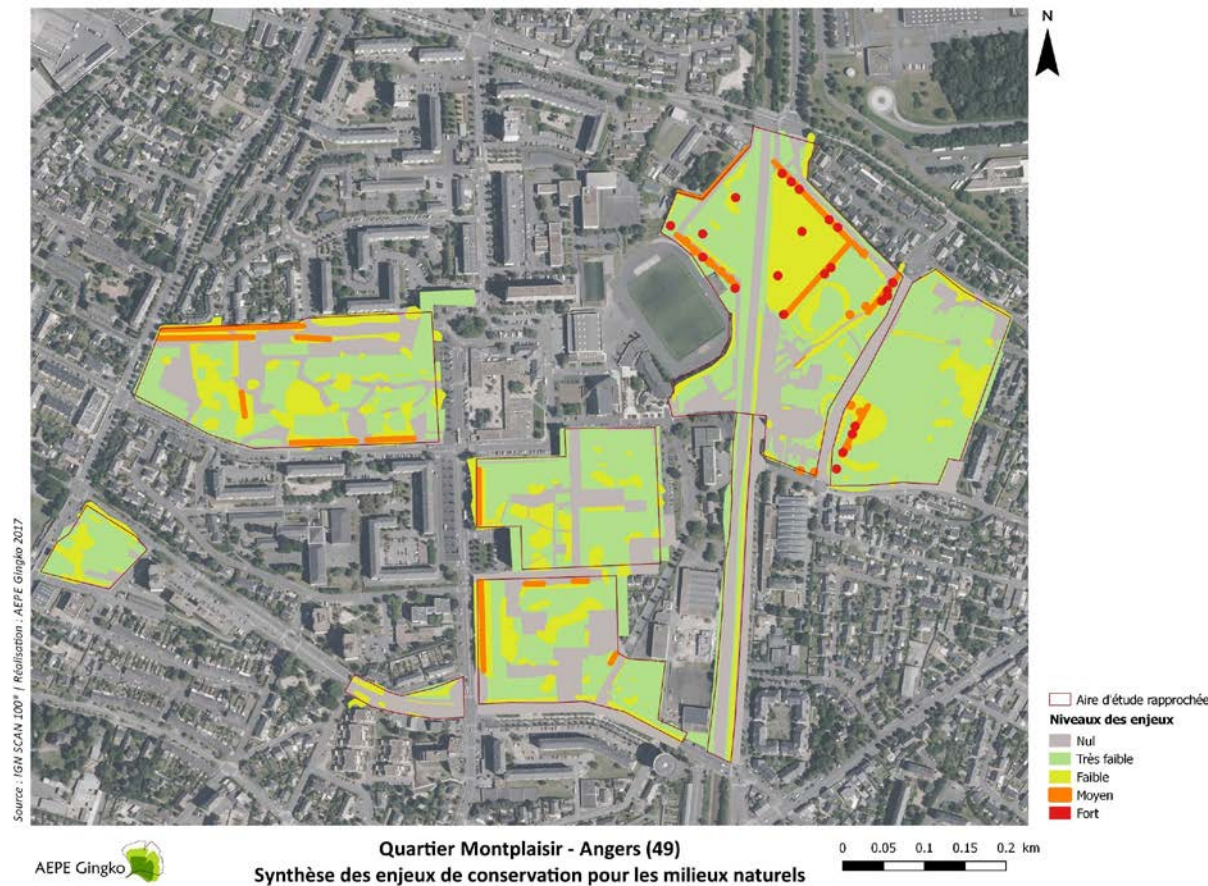 N
Source : IGN SCAN 100® | Réalisation : AEPE Gingko 2017
Aire d'étude rapprochée
Niveaux des enjeux
Nul
Très faible
Faible
Moyen
Fort
AEPE Gingko
Quartier Montplaisir - Angers (49)
Synthèse des enjeux de conservation pour les milieux naturels
0 0.05 0.1 0.15 0.2 km